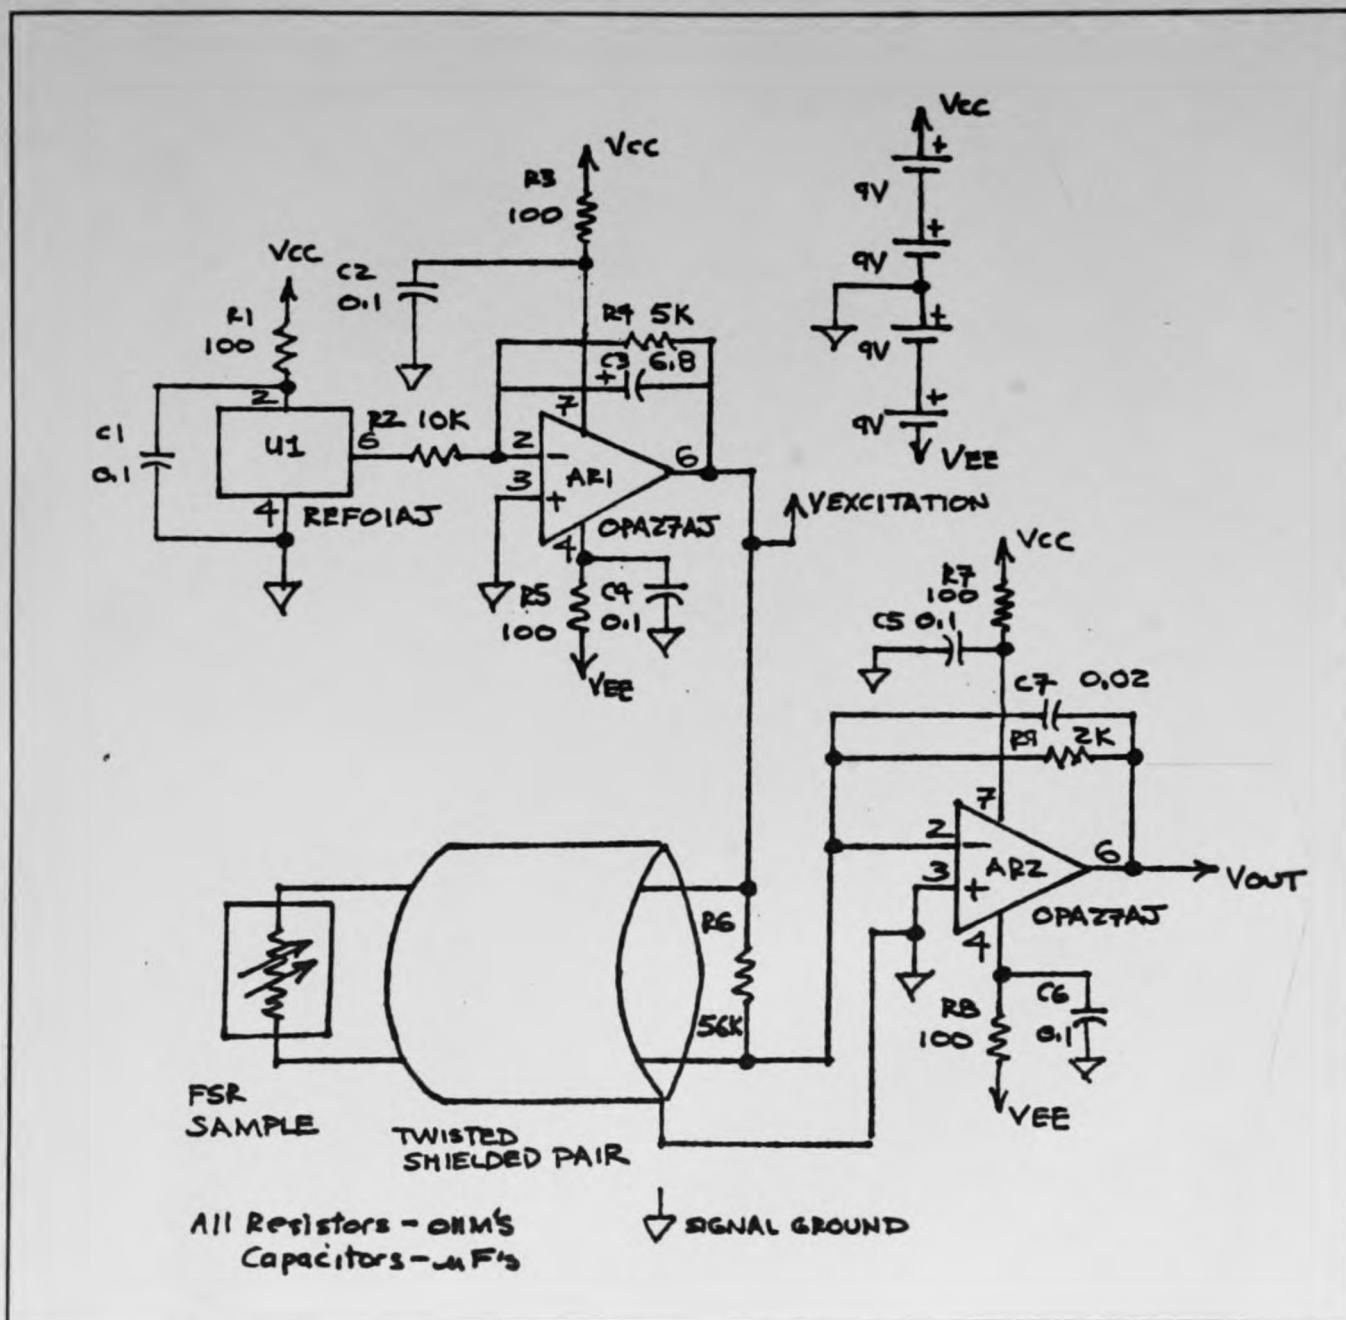 VCC
R3
100
VCC
C2
0.1
R1
100
R4 5K
C3 6.8
+
2
U1
6
4
REF01AJ
C1
0.1
R2 10K
7
2
3
-
+
AR1
6
4
OPA27AJ
R5
100
C4
0.1
VEE
VCC
+
9V
+
9V
+
9V
+
9V
VEE
VEXCITATION
VCC
R7
100
C5 0.1
C7 0.02
R9 2K
7
2
3
-
+
AR2
6
4
VOUT
OPA27AJ
R8
100
C6
0.1
VEE
R6
56K
FSR
SAMPLE
TWISTED
SHIELDED PAIR
SIGNAL GROUND
All Resistors - OHM'S
Capacitors - µF's